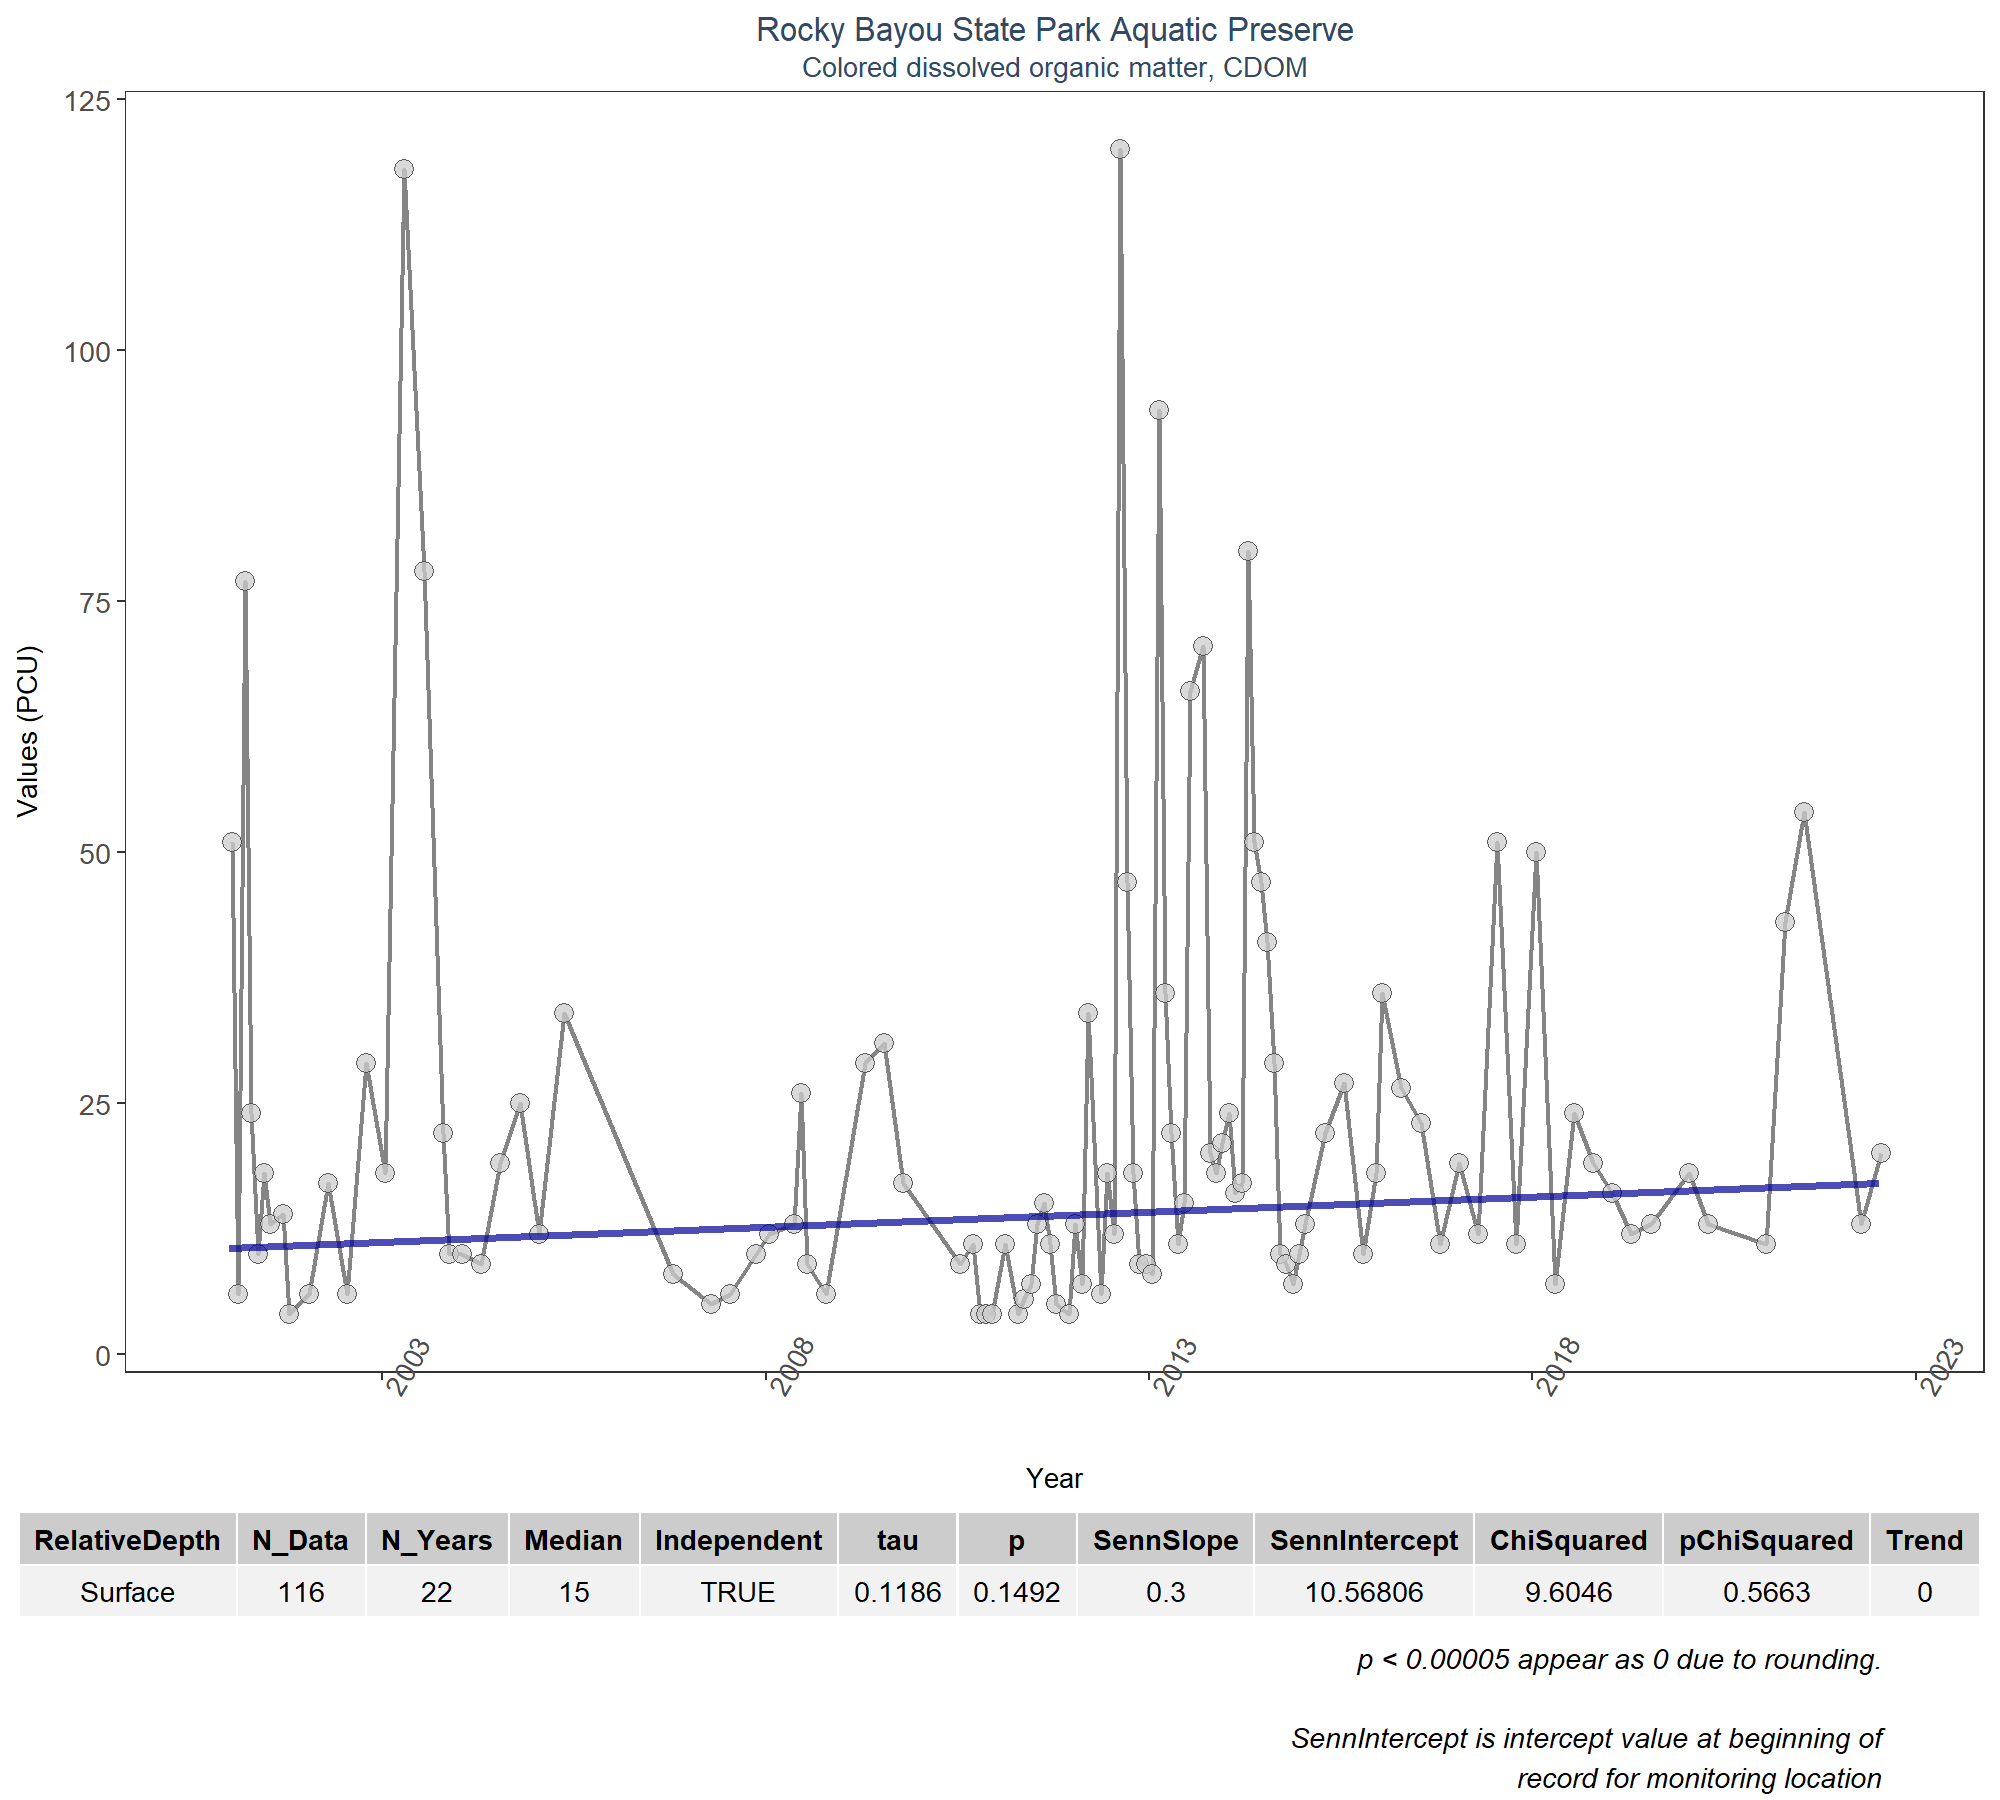 Rocky Bayou State Park Aquatic Preserve
Colored dissolved organic matter, CDOM
125
100
75
50
25
0
Values (PCU)
2003
2008
2013
2018
2023
Year
RelativeDepth N_Data N_Years Median Independent tau p SennSlope SennIntercept ChiSquared pChiSquared Trend
Surface 116 22 15 TRUE 0.1186 0.1492 0.3 10.56806 9.6046 0.5663 0
p < 0.00005 appear as 0 due to rounding.
SennIntercept is intercept value at beginning of
record for monitoring location